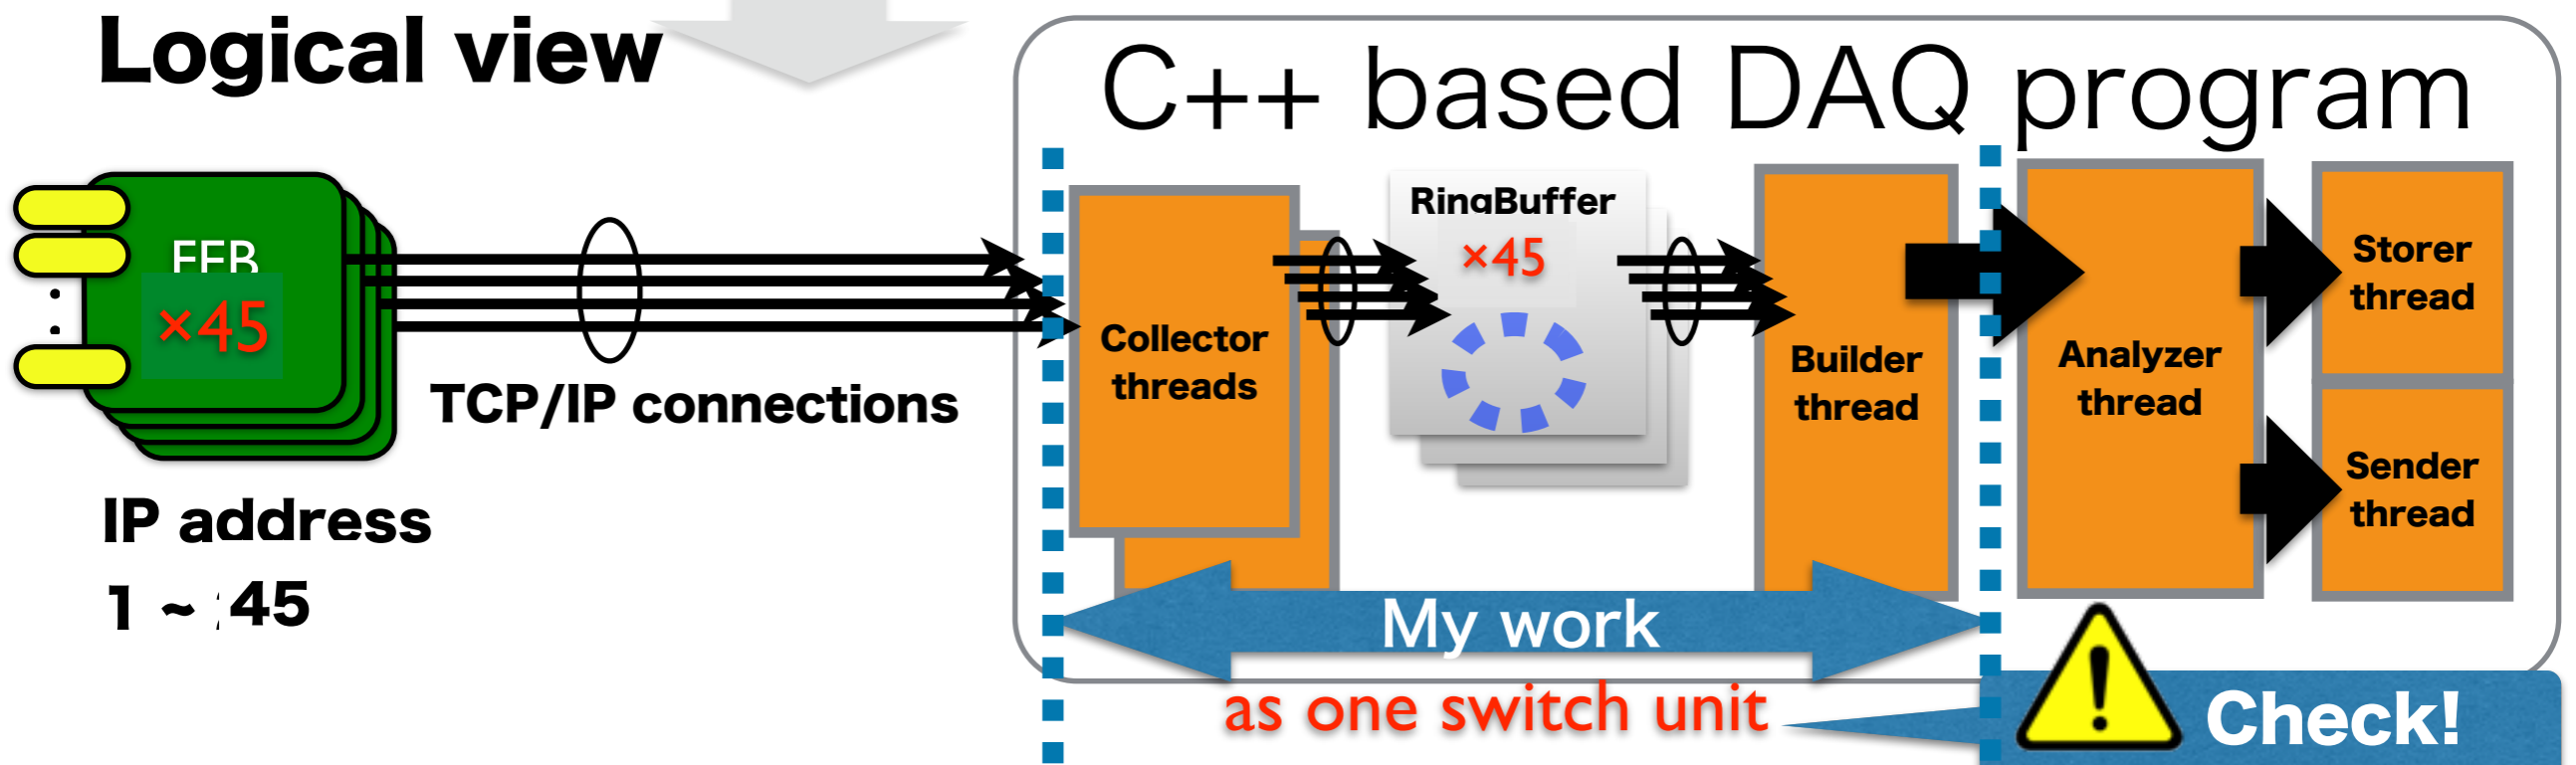 Logical view
C++ based DAQ program
FEB
×45
TCP/IP connections
IP address
1 ~ 45
Collector
threads
RingBuffer
×45
Builder
thread
Analyzer
thread
Storer
thread
Sender
thread
My work
as one switch unit
Check!